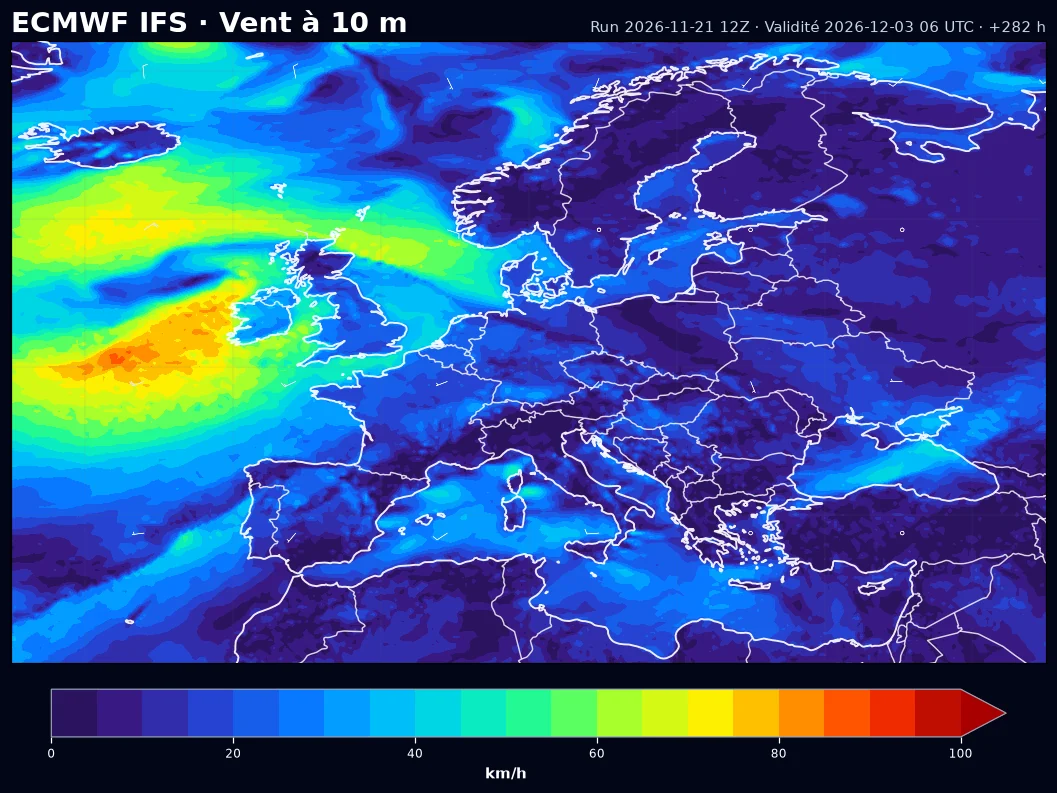 ECMWF IFS · Vent à 10 m
Run 2026-11-21 12Z · Validité 2026-12-03 06 UTC · +282 h
0 20 40 60 80 100
km/h